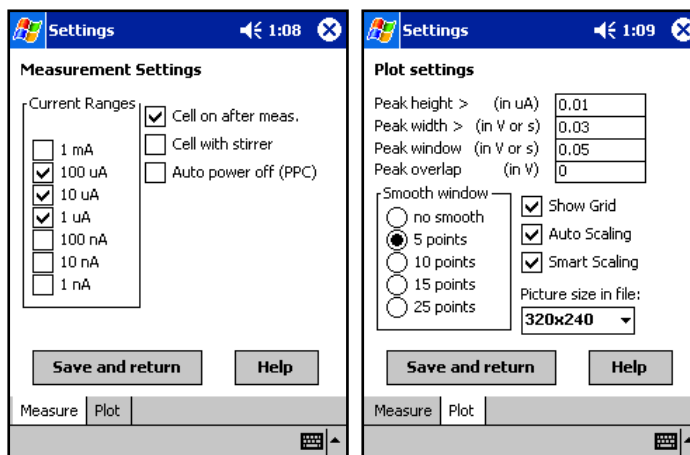 Settings 1:08
Measurement Settings
Current Ranges
1 mA
100 uA
10 uA
1 uA
100 nA
10 nA
1 nA
Cell on after meas.
Cell with stirrer
Auto power off (PPC)
Save and return Help
Measure Plot
Settings 1:09
Plot settings
Peak height > (in uA) 0.01
Peak width > (in V or s) 0.03
Peak window (in V or s) 0.05
Peak overlap (in V) 0
Smooth window
no smooth
5 points
10 points
15 points
25 points
Show Grid
Auto Scaling
Smart Scaling
Picture size in file:
320x240
Save and return Help
Measure Plot